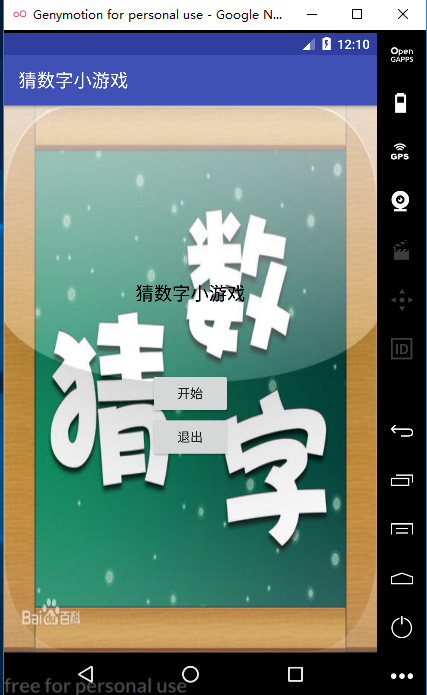 Genymotion for personal use - Google N...
Open
GAPPS
12:10
猜数字小游戏
GPS
数
猜数字小游戏
猜
字
ID
开始
退出
Bai百科
free for personal use